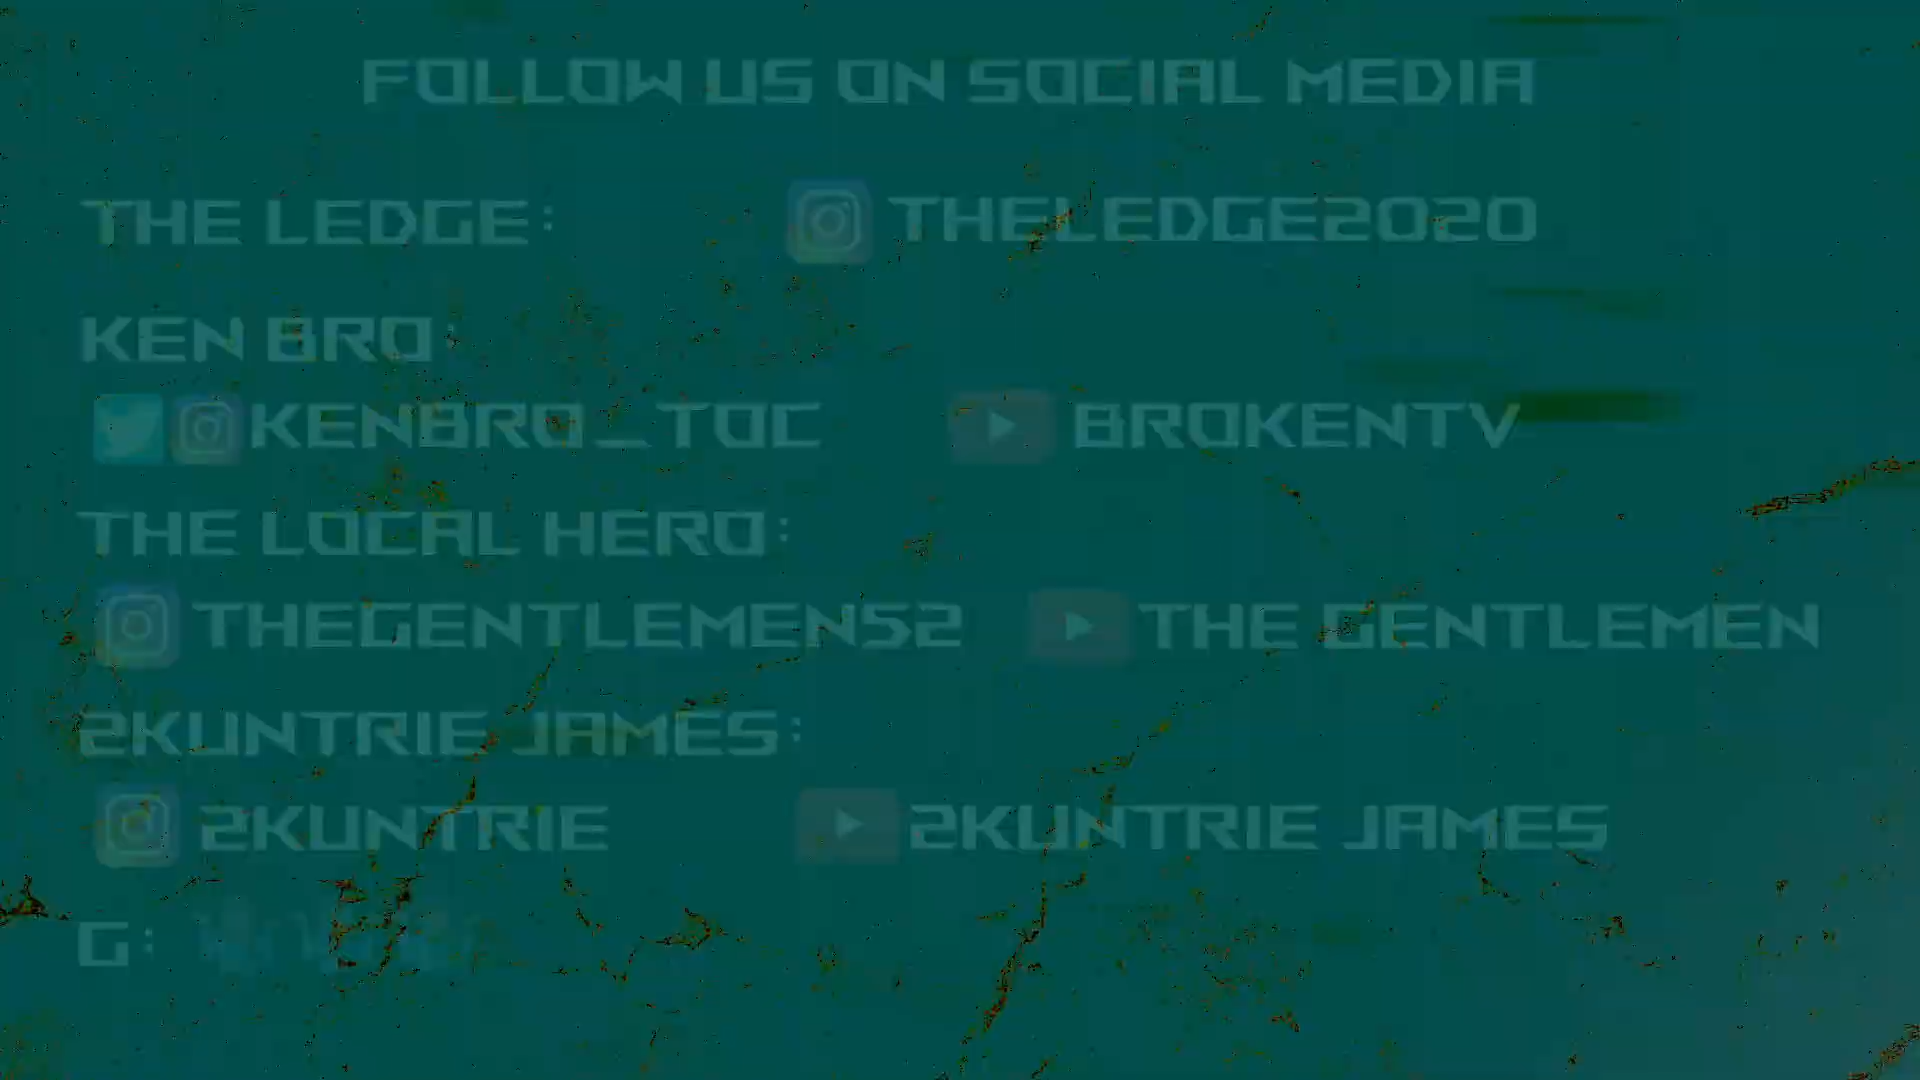 FOLLOW US ON SOCIAL MEDIA
THE LEDGE: THELEDGE2020
KEN BRO:
KENBRO_TOC BROKENTV
THE LOCAL HERO:
THEGENTLEMEN52 THE GENTLEMEN
2KUNTRIE JAMES:
2KUNTRIE 2KUNTRIE JAMES
G: